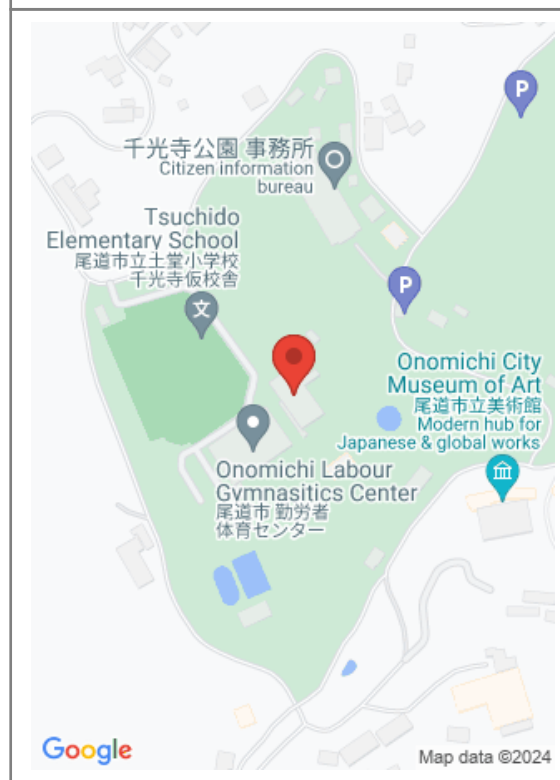 P
千光寺公園 事務所
Citizen information
bureau
Tsuchido
Elementary School
尾道市立土堂小学校
千光寺仮校舎
文
P
Onomichi City
Museum of Art
尾道市立美術館
Modern hub for
Japanese & global works
Onomichi Labour
Gymnasitics Center
尾道市 勤労者
体育センター
Google
Map data ©2024